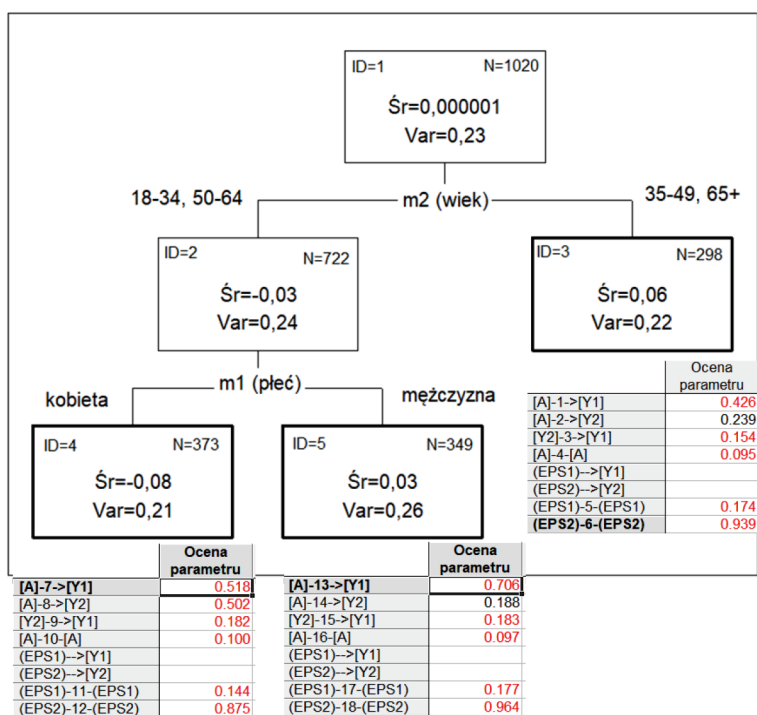 ID=1 N=1020
Śr=0,000001
Var=0,23
18-34, 50-64 m2 (wiek) 35-49, 65+
ID=2 N=722
Śr=-0,03
Var=0,24
ID=3 N=298
Śr=0,06
Var=0,22
kobieta m1 (płeć) mężczyzna
ID=4 N=373
Śr=-0,08
Var=0,21
ID=5 N=349
Śr=0,03
Var=0,26
Ocena
parametru
[A]-1->[Y1] 0.426
[A]-2->[Y2] 0.239
[Y2]-3->[Y1] 0.154
[A]-4-[A] 0.095
(EPS1)-->[Y1]
(EPS2)-->[Y2]
(EPS1)-5-(EPS1) 0.174
(EPS2)-6-(EPS2) 0.939
Ocena
parametru
[A]-7->[Y1] 0.518
[A]-8->[Y2] 0.502
[Y2]-9->[Y1] 0.182
[A]-10-[A] 0.100
(EPS1)-->[Y1]
(EPS2)-->[Y2]
(EPS1)-11-(EPS1) 0.144
(EPS2)-12-(EPS2) 0.875
Ocena
parametru
[A]-13->[Y1] 0.706
[A]-14->[Y2] 0.188
[Y2]-15->[Y1] 0.183
[A]-16-[A] 0.097
(EPS1)-->[Y1]
(EPS2)-->[Y2]
(EPS1)-17-(EPS1) 0.177
(EPS2)-18-(EPS2) 0.964